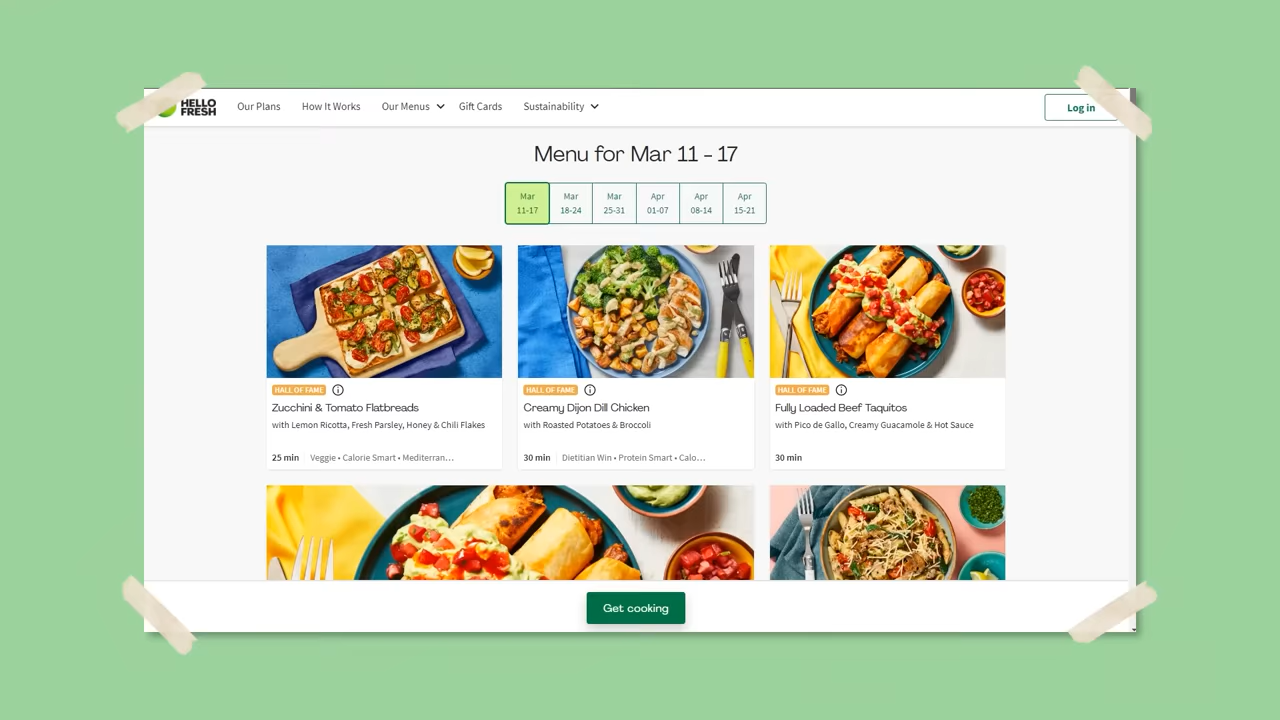 HELLO
FRESH
Our Plans
How It Works
Our Menus
Gift Cards
Sustainability
Log in
Menu for Mar 11 - 17
Mar
11-17
Mar
18-24
Mar
25-31
Apr
01-07
Apr
08-14
Apr
15-21
HALL OF FAME
Zucchini & Tomato Flatbreads
with Lemon Ricotta, Fresh Parsley, Honey & Chili Flakes
25 min
Veggie • Calorie Smart • Mediterran...
HALL OF FAME
Creamy Dijon Dill Chicken
with Roasted Potatoes & Broccoli
30 min
Dietitian Win • Protein Smart • Calo...
HALL OF FAME
Fully Loaded Beef Taquitos
with Pico de Gallo, Creamy Guacamole & Hot Sauce
30 min
Get cooking